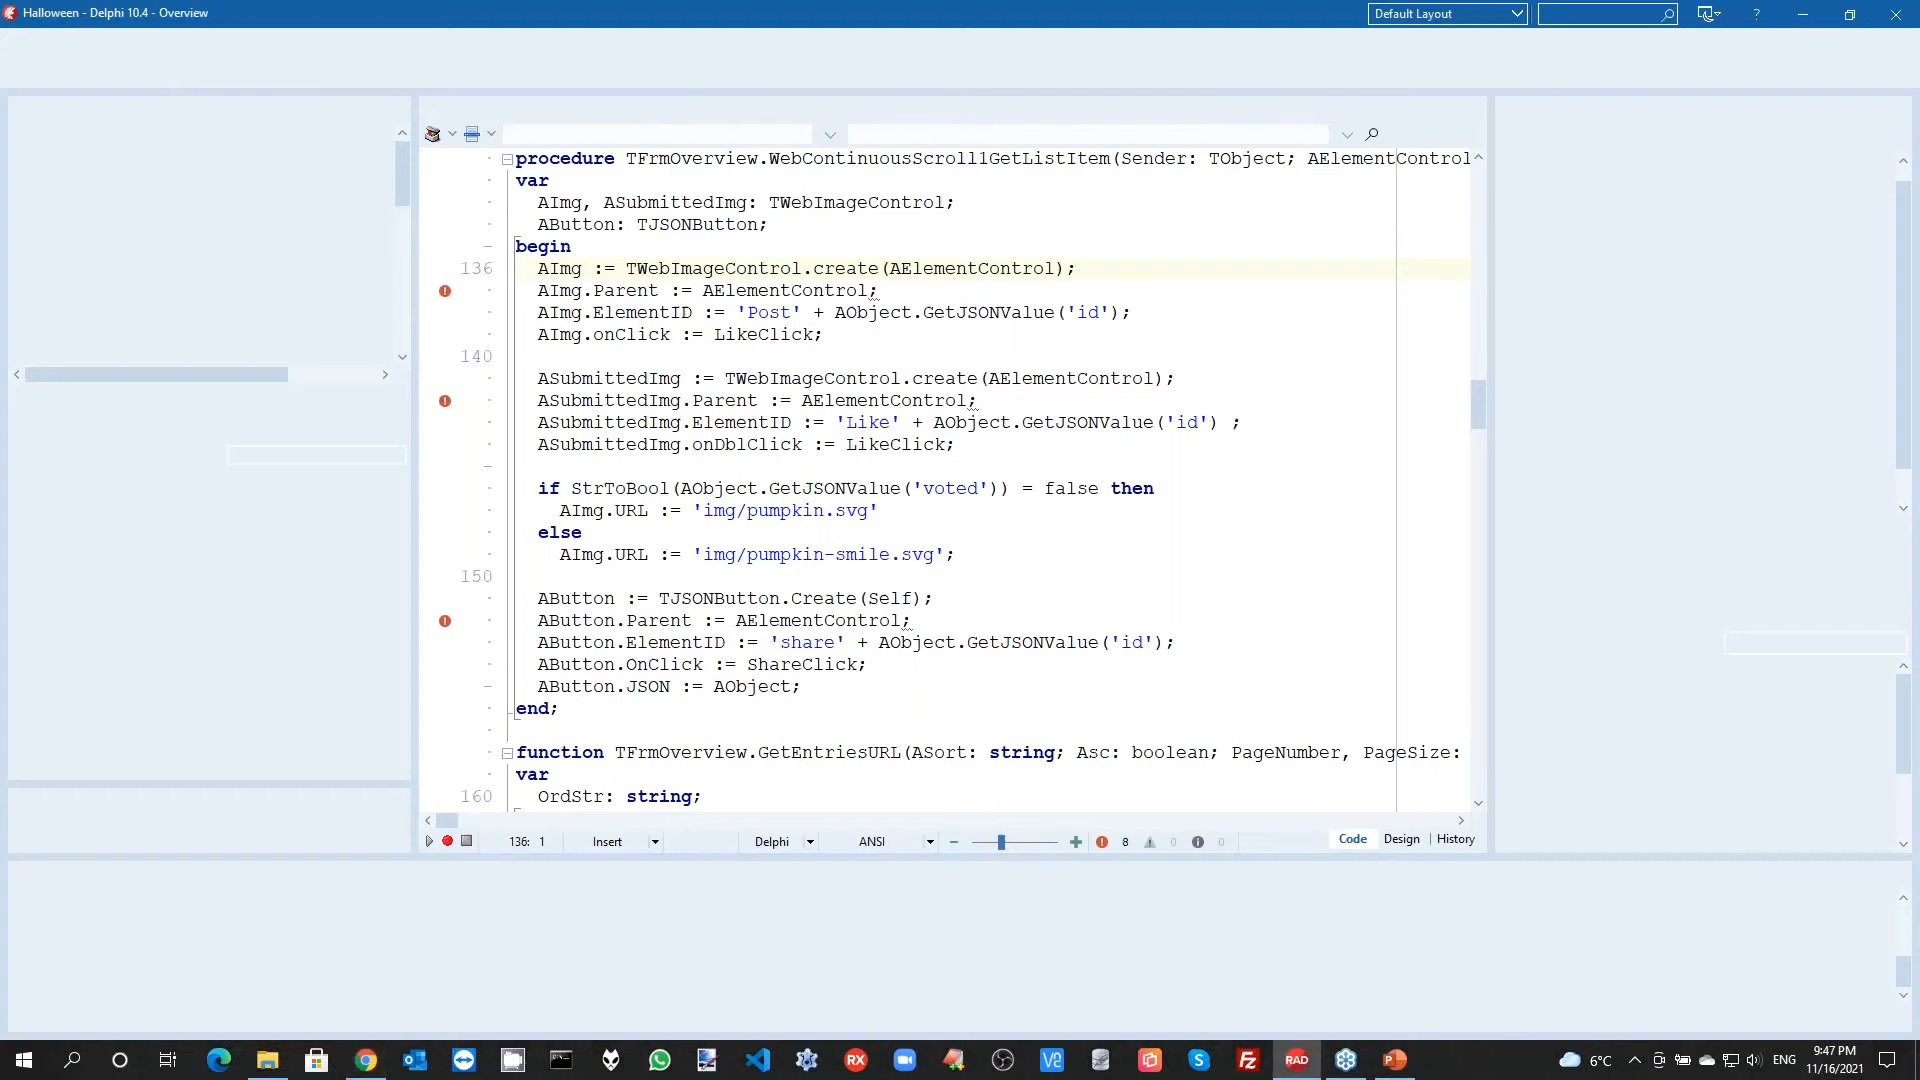 Halloween - Delphi 10.4 - Overview
Default Layout
?
procedure TFrmOverview.WebContinuousScroll1GetListItem(Sender: TObject; AElementControl
var
AImg, ASubmittedImg: TWebImageControl;
AButton: TJSONButton;
begin
136 AImg := TWebImageControl.create(AElementControl);
AImg.Parent := AElementControl;
AImg.ElementID := 'Post' + AObject.GetJSONValue('id');
AImg.onClick := LikeClick;
140
ASubmittedImg := TWebImageControl.create(AElementControl);
ASubmittedImg.Parent := AElementControl;
ASubmittedImg.ElementID := 'Like' + AObject.GetJSONValue('id') ;
ASubmittedImg.onDblClick := LikeClick;
if StrToBool(AObject.GetJSONValue('voted')) = false then
AImg.URL := 'img/pumpkin.svg'
else
AImg.URL := 'img/pumpkin-smile.svg';
150
AButton := TJSONButton.Create(Self);
AButton.Parent := AElementControl;
AButton.ElementID := 'share' + AObject.GetJSONValue('id');
AButton.OnClick := ShareClick;
AButton.JSON := AObject;
end;
function TFrmOverview.GetEntriesURL(ASort: string; Asc: boolean; PageNumber, PageSize:
var
160 OrdStr: string;
136: 1 Insert Delphi ANSI 8 0 0 Code Design History
RX V2 S Fz RAD P 6°C ENG 9:47 PM
11/16/2021